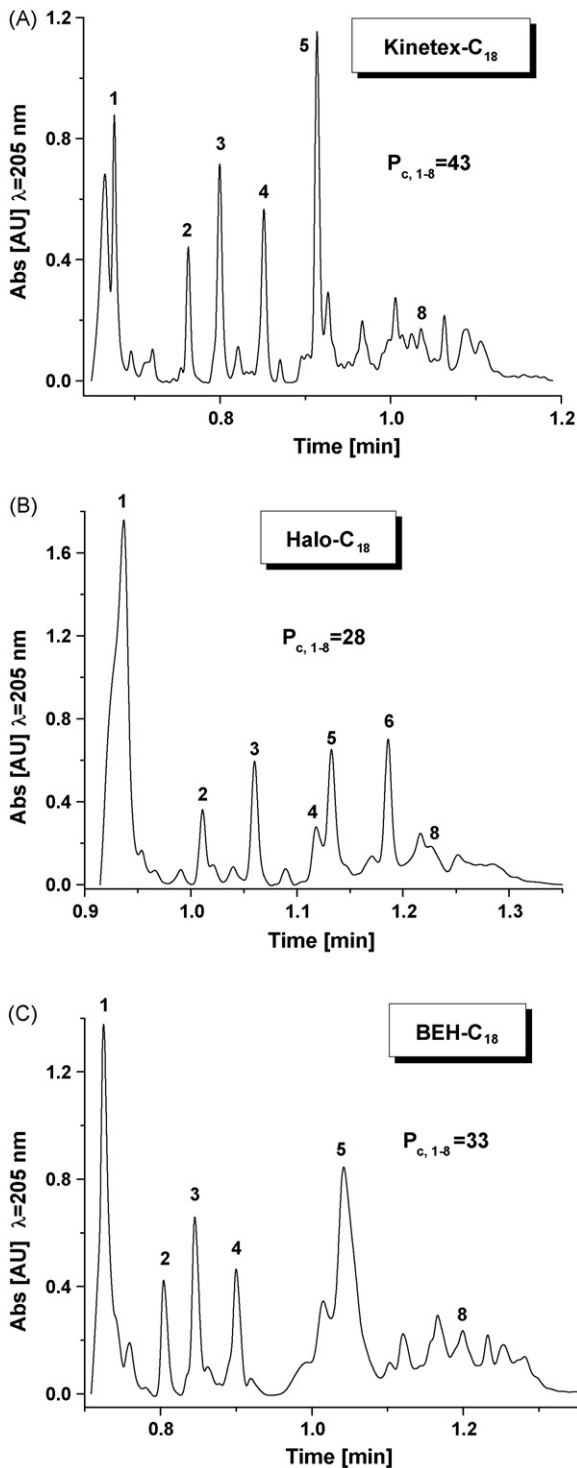 (A)
Kinetex-C18
Pc, 1-8=43
Abs [AU] λ=205 nm
1.2
0.8
0.4
0.0
1
2
3
4
5
8
0.8 1.0 1.2
Time [min]
(B)
Halo-C18
Pc, 1-8=28
Abs [AU] λ=205 nm
1.6
1.2
0.8
0.4
0.0
1
2
3
4
5
6
8
0.9 1.0 1.1 1.2 1.3
Time [min]
(C)
BEH-C18
Pc, 1-8=33
Abs [AU] λ=205 nm
1.2
0.8
0.4
0.0
1
2
3
4
5
8
0.8 1.0 1.2
Time [min]